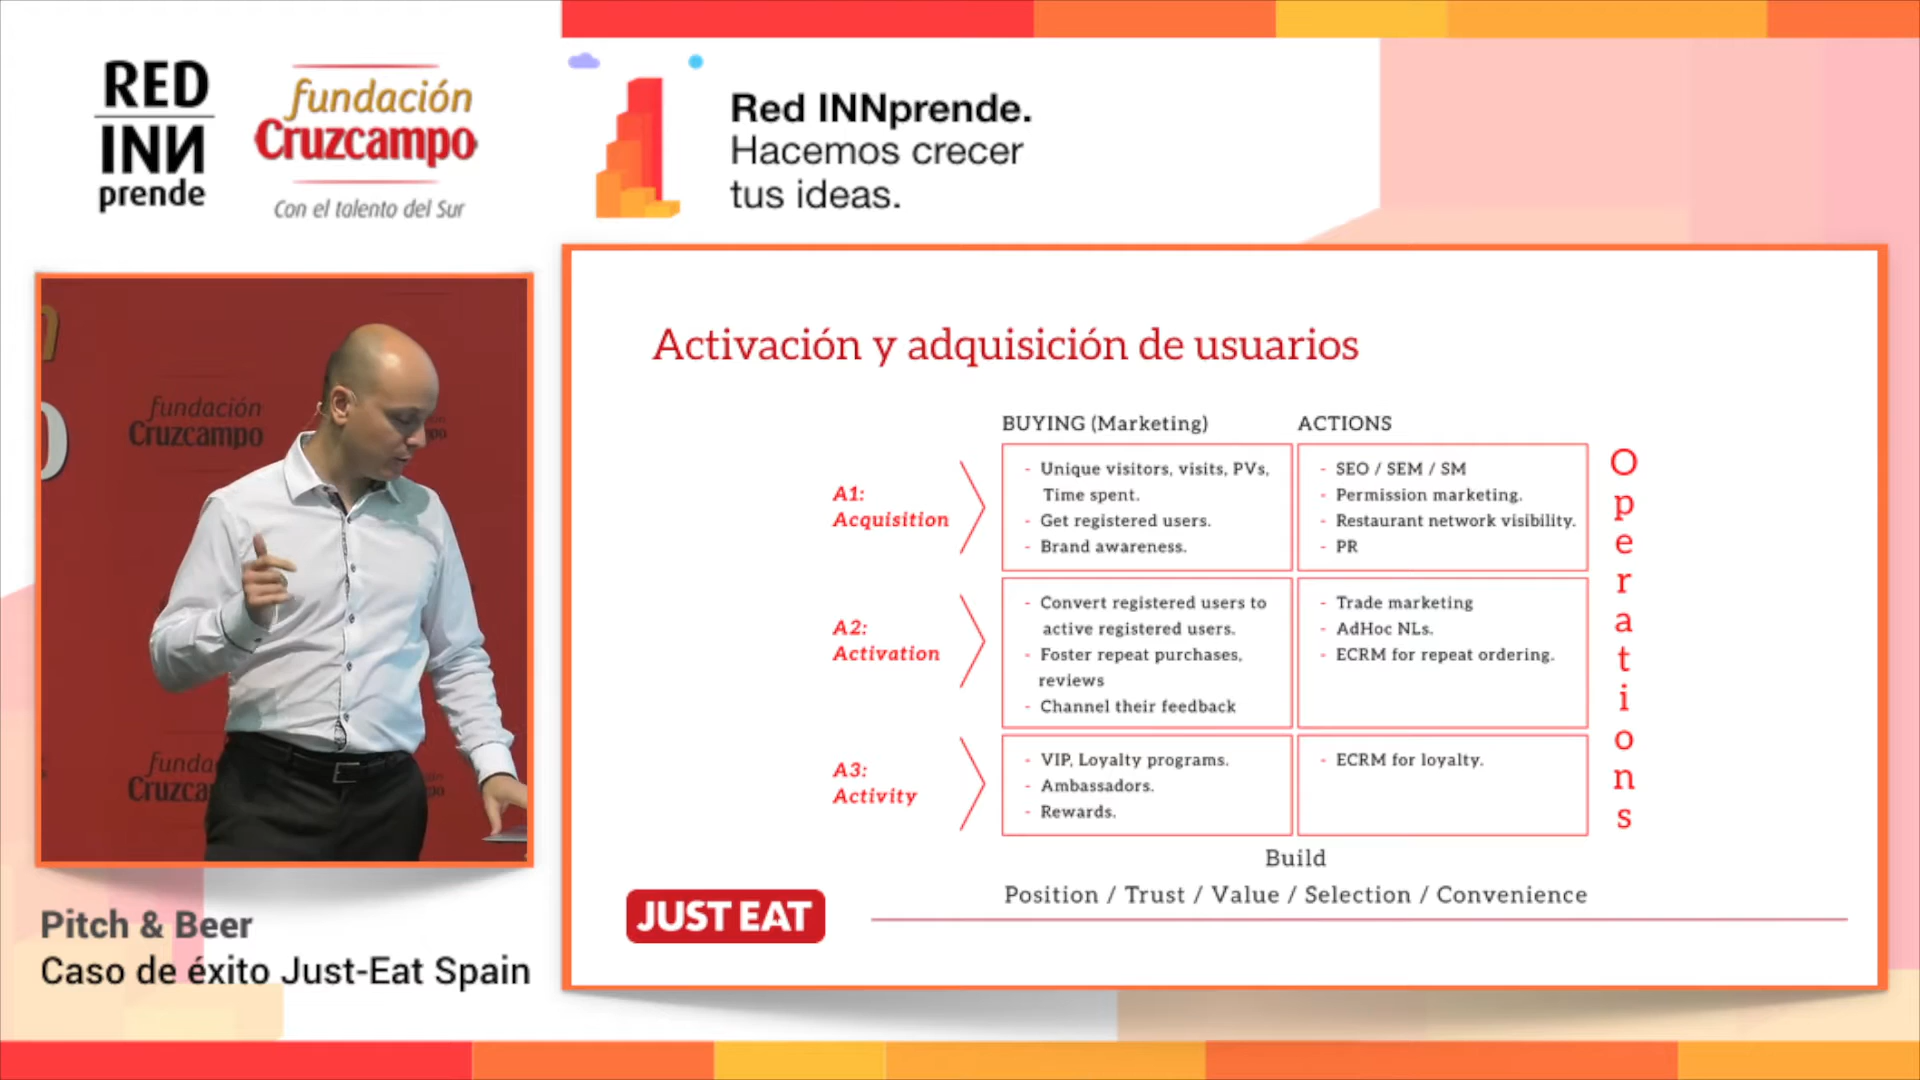 RED
INN
prende
fundación
Cruzcampo
Con el talento del Sur
Red INNprende.
Hacemos crecer
tus ideas.
fundación
Cruzcampo
Pitch & Beer
Caso de éxito Just-Eat Spain
Activación y adquisición de usuarios
BUYING (Marketing)
ACTIONS
A1:
Acquisition
- Unique visitors, visits, PVs,
Time spent.
- Get registered users.
- Brand awareness.
- SEO / SEM / SM
- Permission marketing.
- Restaurant network visibility.
- PR
A2:
Activation
- Convert registered users to
active registered users.
- Foster repeat purchases,
reviews
- Channel their feedback
- Trade marketing
- AdHoc NLs.
- ECRM for repeat ordering.
A3:
Activity
- VIP, Loyalty programs.
- Ambassadors.
- Rewards.
- ECRM for loyalty.
Operations
Build
Position / Trust / Value / Selection / Convenience
JUST EAT